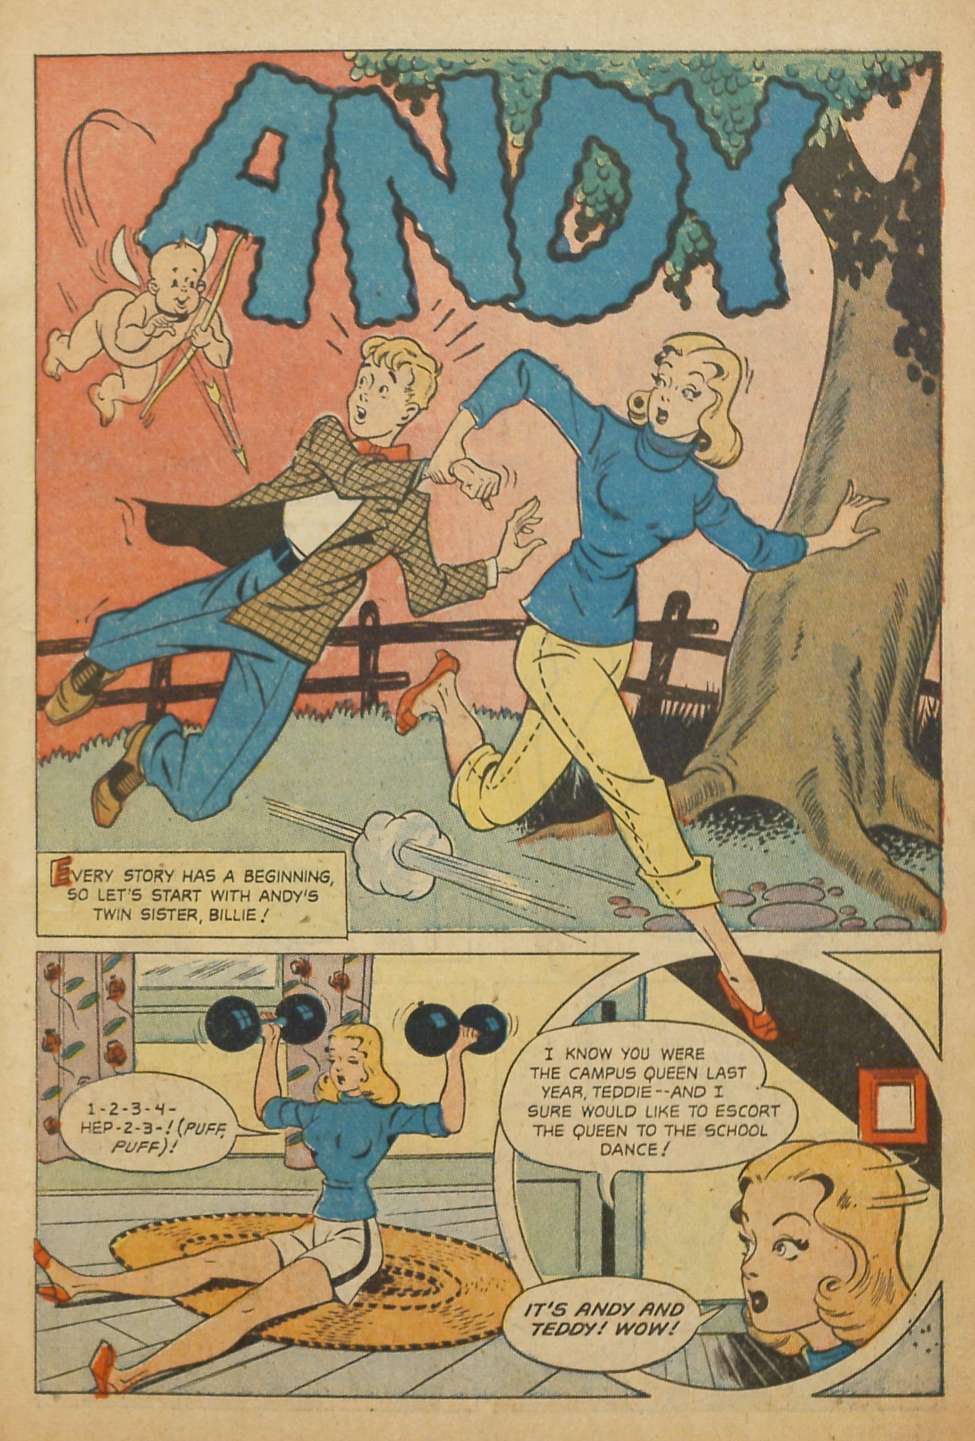 ANDY
EVERY STORY HAS A BEGINNING,
SO LET'S START WITH ANDY'S
TWIN SISTER, BILLIE!
1-2-3-4-
HEP-2-3-! (PUFF,
PUFF)!
I KNOW YOU WERE
THE CAMPUS QUEEN LAST
YEAR, TEDDIE--AND I
SURE WOULD LIKE TO ESCORT
THE QUEEN TO THE SCHOOL
DANCE!
IT'S ANDY AND
TEDDY! WOW!